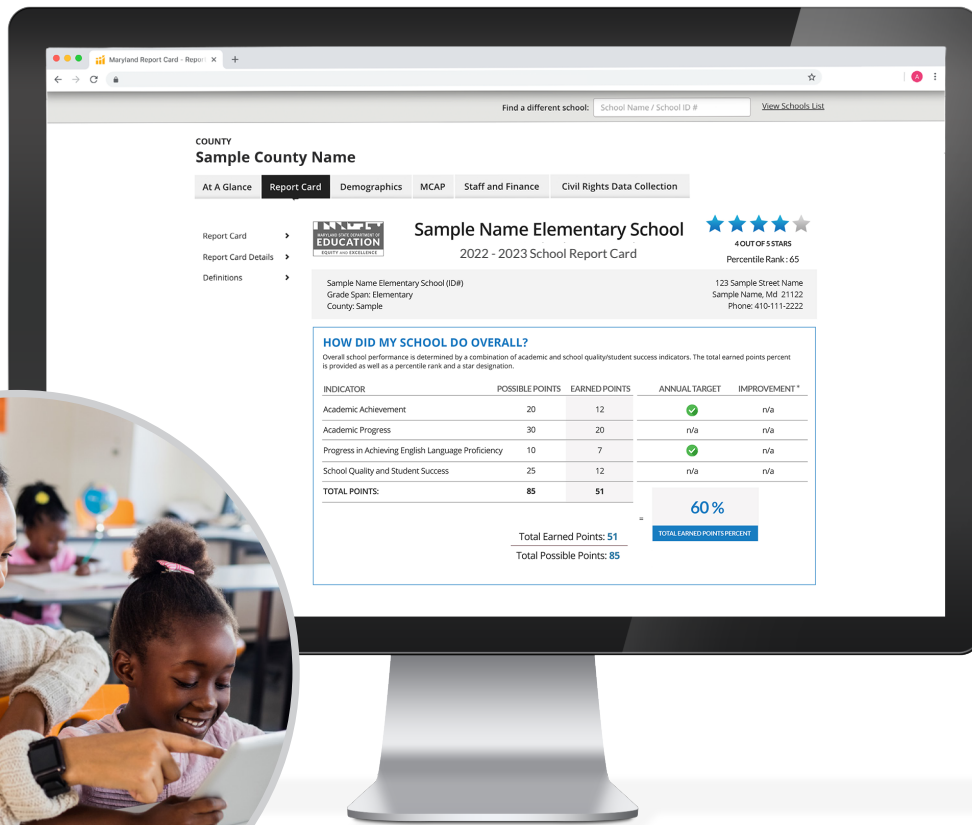 Maryland Report Card - Repor
A
Find a different school: School Name / School ID # View Schools List
COUNTY
Sample County Name
At A Glance Report Card Demographics MCAP Staff and Finance Civil Rights Data Collection
Report Card
Report Card Details
Definitions
MARYLAND STATE DEPARTMENT OF
EDUCATION
EQUITY AND EXCELLENCE
Sample Name Elementary School
2022 - 2023 School Report Card
4 OUT OF 5 STARS
Percentile Rank : 65
Sample Name Elementary School (ID#)
Grade Span: Elementary
County: Sample
123 Sample Street Name
Sample Name, Md 21122
Phone: 410-111-2222
HOW DID MY SCHOOL DO OVERALL?
Overall school performance is determined by a combination of academic and school quality/student success indicators. The total earned points percent
is provided as well as a percentile rank and a star designation.
INDICATOR POSSIBLE POINTS EARNED POINTS ANNUAL TARGET IMPROVEMENT *
Academic Achievement 20 12 n/a
Academic Progress 30 20 n/a n/a
Progress in Achieving English Language Proficiency 10 7 n/a
School Quality and Student Success 25 12 n/a n/a
TOTAL POINTS: 85 51
Total Earned Points: 51
Total Possible Points: 85
=
60 %
TOTAL EARNED POINTS PERCENT